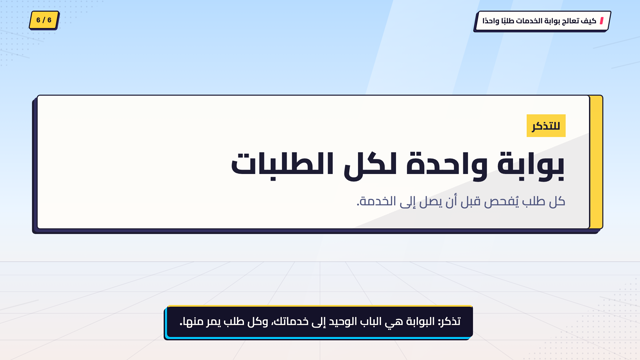 كيف تعالج بوابة الخدمات طلبًا واحدًا
6 / 6
للتذكر
بوابة واحدة لكل الطلبات
كل طلب يُفحص قبل أن يصل إلى الخدمة.
تذكر: البوابة هي الباب الوحيد إلى خدماتك، وكل طلب يمر منها.